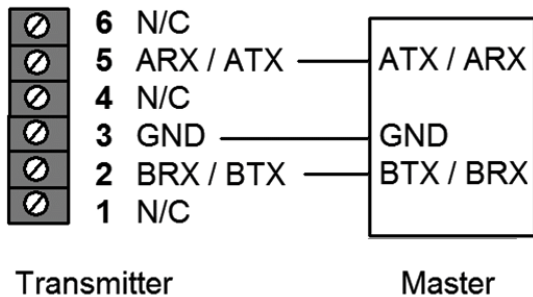 6 N/C
5 ARX / ATX ATX / ARX
4 N/C
3 GND GND
2 BRX / BTX BTX / BRX
1 N/C
Transmitter Master